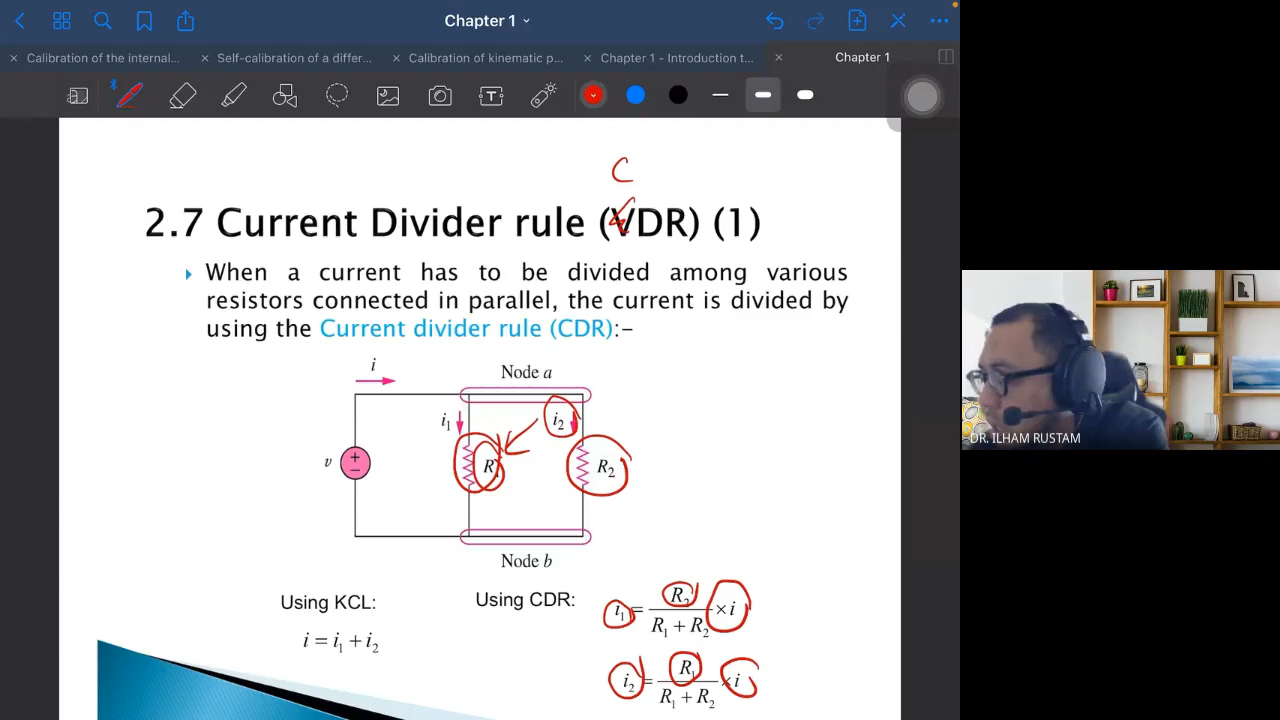 Chapter 1
Calibration of the internal...
Self-calibration of a differ...
Calibration of kinematic p...
Chapter 1 - Introduction t...
Chapter 1
C
2.7 Current Divider rule (VDR) (1)
When a current has to be divided among various
resistors connected in parallel, the current is divided by
using the Current divider rule (CDR):-
i
Node a
i₁
i₂
v
+
−
R₁
R₂
Node b
Using KCL:
i = i₁ + i₂
Using CDR:
i₁ = R₂ / (R₁ + R₂) × i
i₂ = R₁ / (R₁ + R₂) × i
DR. ILHAM RUSTAM